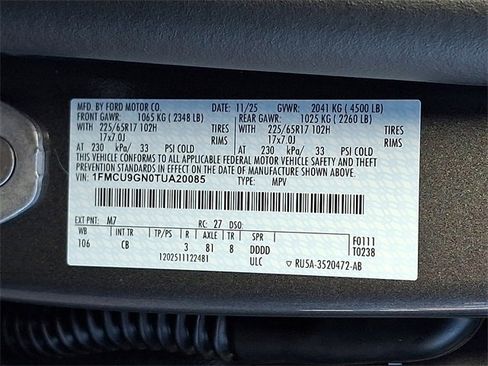 MFD. BY FORD MOTOR CO. 11/25 GVWR: 2041 KG ( 4500 LB)
FRONT GAWR: 1065 KG ( 2348 LB) REAR GAWR: 1025 KG ( 2260 LB)
WITH 225/65R17 102H TIRES WITH 225/65R17 102H TIRES
17x7.0J RIMS 17x7.0J RIMS
AT 230 kPa/ 33 PSI COLD AT 230 kPa/ 33 PSI COLD
THIS VEHICLE CONFORMS TO ALL APPLICABLE FEDERAL MOTOR VEHICLE SAFETY AND THEFT
PREVENTION STANDARDS IN EFFECT ON THE DATE OF MANUFACTURE SHOWN ABOVE.
VIN: 1FMCU9GN0TUA20085 TYPE: MPV
EXT PNT: M7 RC: 27 DSO:
WB INT TR TP/PS R AXLE TR SPR F0111
106 CB 3 81 8 DDDD T0238
1202511122481 ULC RU5A-3520472-AB